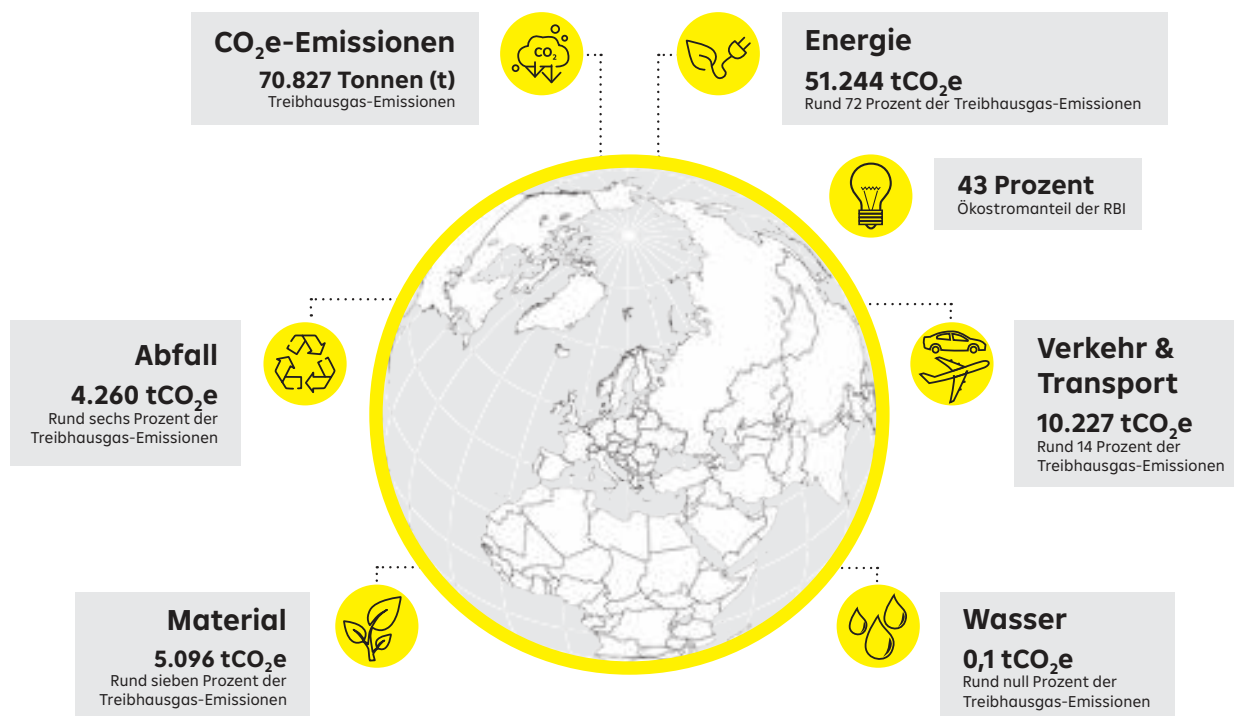 CO₂e-Emissionen
70.827 Tonnen (t)
Treibhausgas-Emissionen
CO₂
Energie
51.244 tCO₂e
Rund 72 Prozent der Treibhausgas-Emissionen
43 Prozent
Ökostromanteil der RBI
Abfall
4.260 tCO₂e
Rund sechs Prozent der
Treibhausgas-Emissionen
Verkehr &
Transport
10.227 tCO₂e
Rund 14 Prozent der
Treibhausgas-Emissionen
Material
5.096 tCO₂e
Rund sieben Prozent der
Treibhausgas-Emissionen
Wasser
0,1 tCO₂e
Rund null Prozent der
Treibhausgas-Emissionen